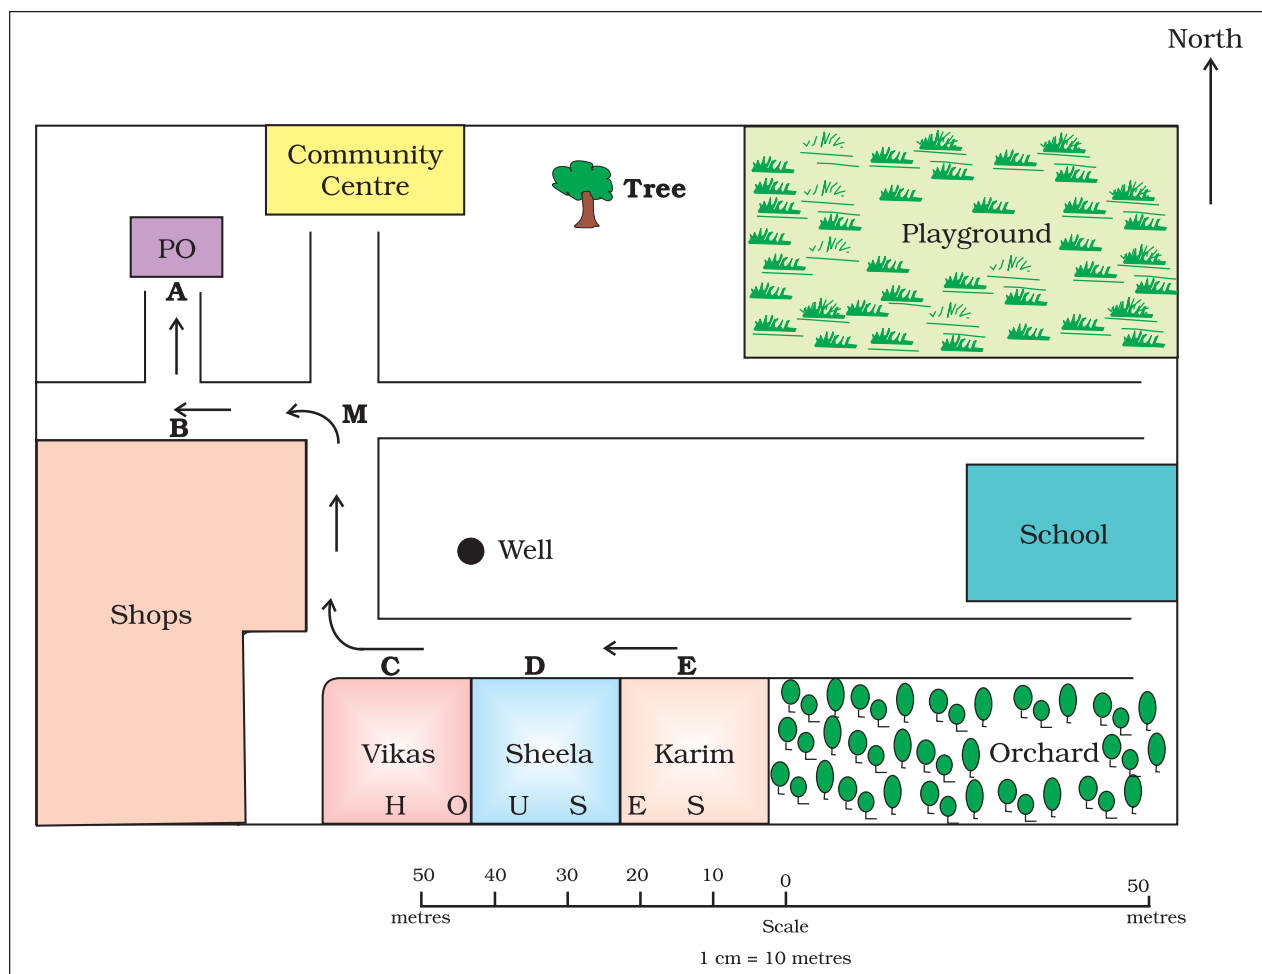 North
Community
Centre
Tree
PO
Playground
A
M
B
School
Well
Shops
C D E
Vikas Sheela Karim Orchard
H O U S E S
50 40 30 20 10 0 50
metres metres
Scale
1 cm = 10 metres